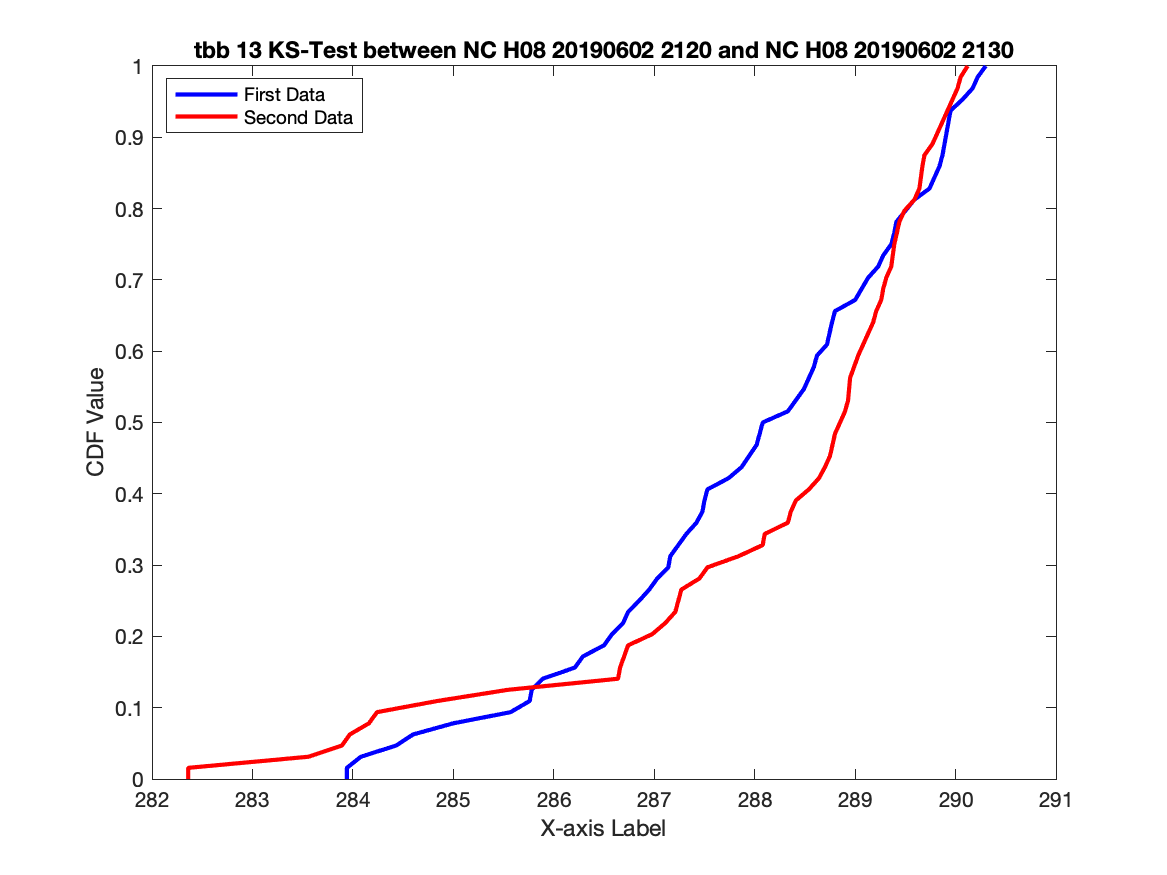 tbb 13 KS-Test between NC H08 20190602 2120 and NC H08 20190602 2130
First Data
Second Data
1
0.9
0.8
0.7
0.6
0.5
0.4
0.3
0.2
0.1
0
CDF Value
282 283 284 285 286 287 288 289 290 291
X-axis Label